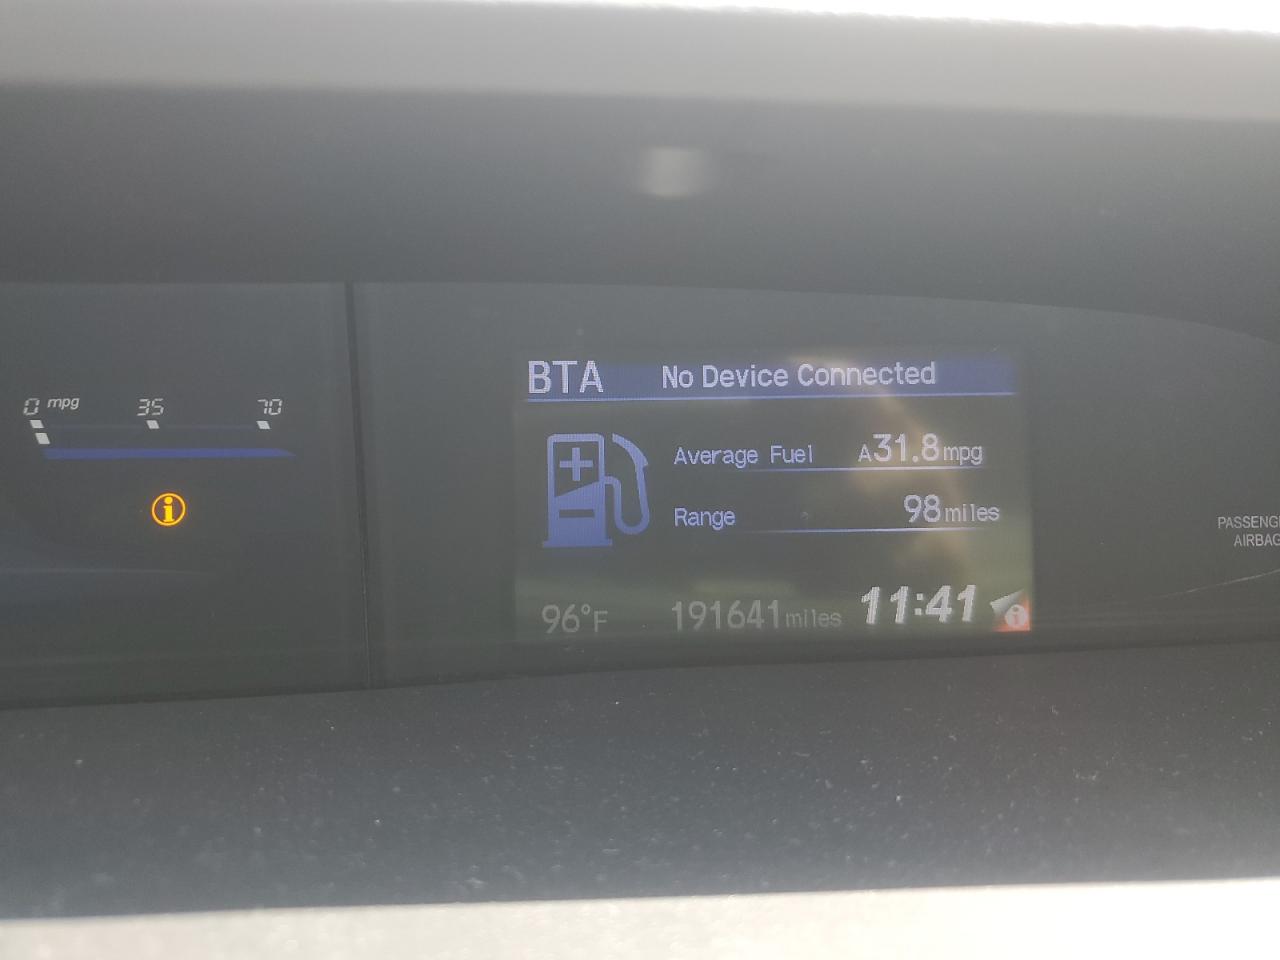 0 mpg 35 70
BTA No Device Connected
Average Fuel A31.8mpg
Range 98miles
96°F 191641miles 11:41
PASSENGE
AIRBAG